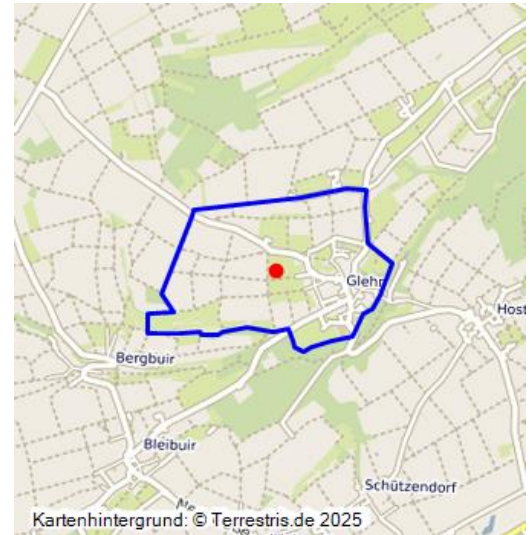 Glehn
Host
Bergbuir
Bleibuir
Schützendorf
Kartenhintergrund: © Terrestris.de 2025